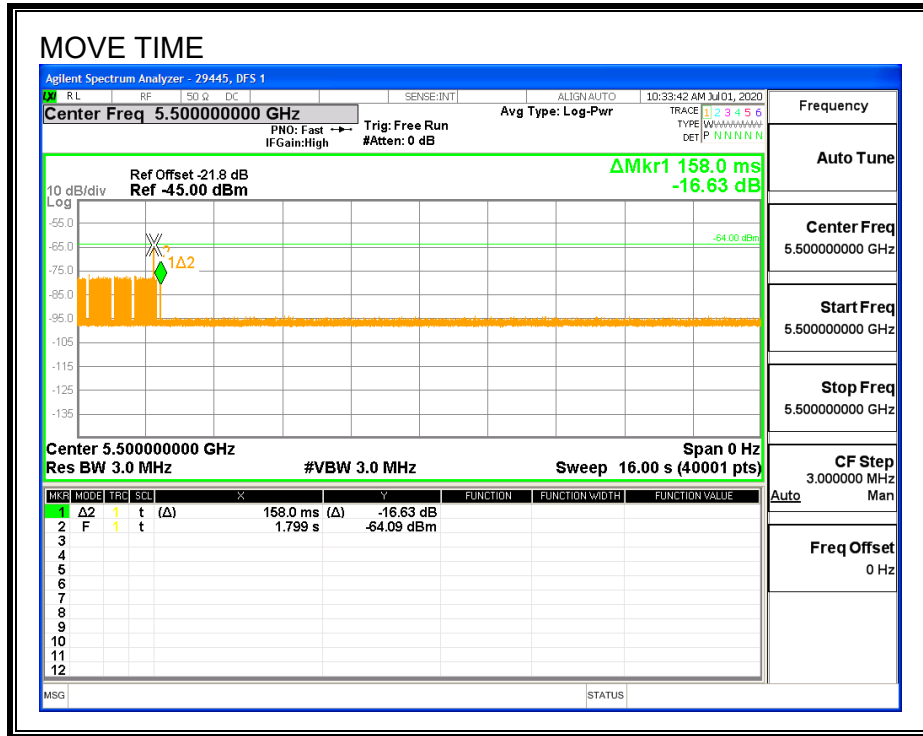 MOVE TIME
Agilent Spectrum Analyzer - 29445, DFS 1
LXI RL RF 50 Ω DC SENSE:INT ALIGN AUTO 10:33:42 AM Jul 01, 2020
Center Freq 5.500000000 GHz
PNO: Fast
IFGain:High
Trig: Free Run
#Atten: 0 dB
Avg Type: Log-Pwr
TRACE 1 2 3 4 5 6
TYPE WWWWWW
DET P N N N N N
ΔMkr1 158.0 ms
-16.63 dB
10 dB/div
Log
Ref Offset -21.8 dB
Ref -45.00 dBm
-55.0
-65.0
-75.0
-85.0
-95.0
-105
-115
-125
-135
-64.00 dBm
2
1Δ2
Center 5.500000000 GHz Span 0 Hz
Res BW 3.0 MHz #VBW 3.0 MHz Sweep 16.00 s (40001 pts)
MKR MODE TRC SCL X Y FUNCTION FUNCTION WIDTH FUNCTION VALUE
1 Δ2 1 t (Δ) 158.0 ms (Δ) -16.63 dB
2 F 1 t 1.799 s -64.09 dBm
3
4
5
6
7
8
9
10
11
12
MSG STATUS
Frequency
Auto Tune
Center Freq
5.500000000 GHz
Start Freq
5.500000000 GHz
Stop Freq
5.500000000 GHz
CF Step
3.000000 MHz
Auto Man
Freq Offset
0 Hz